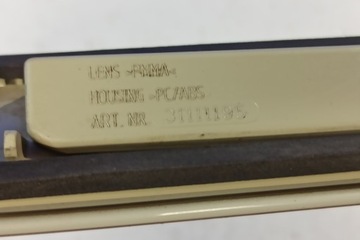 LENS >PMMA<
HOUSING >PC/ABS
ART. NR.